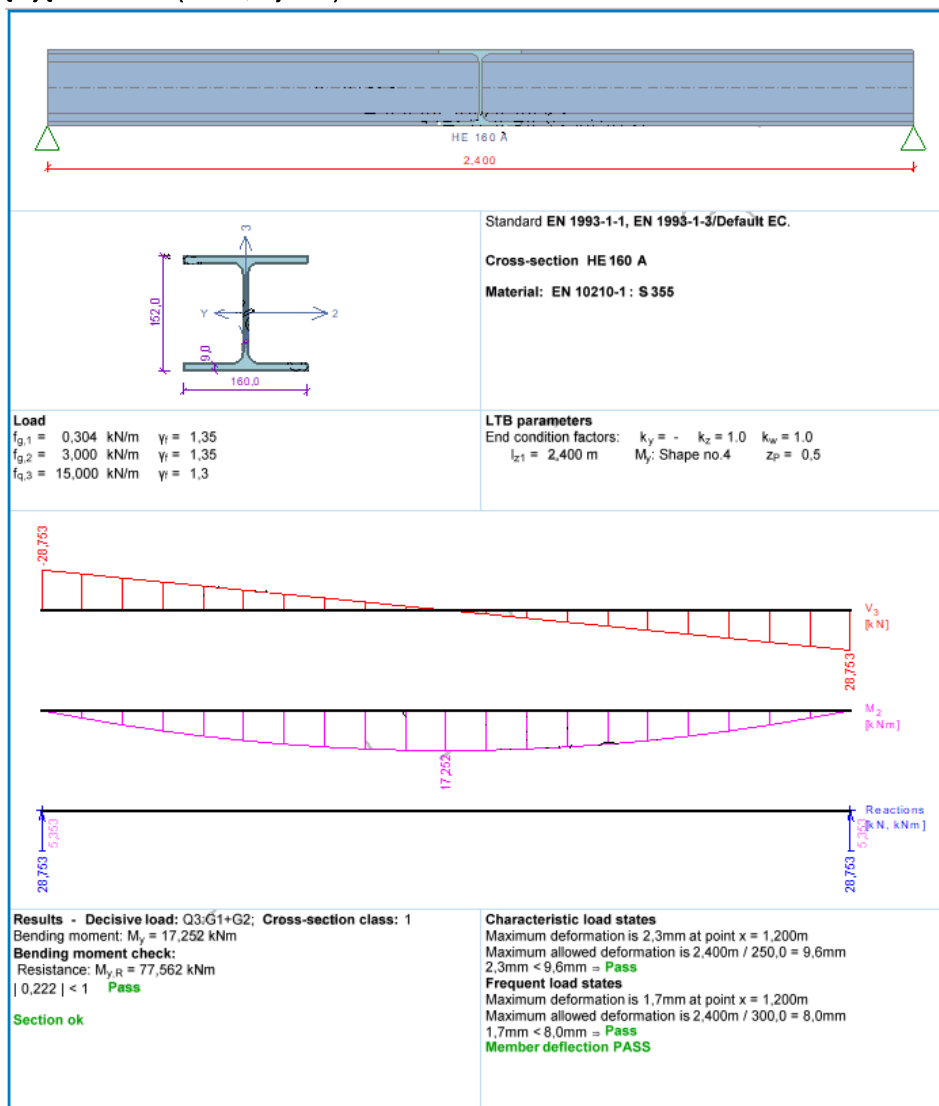 HE 160 A
2,400
Standard EN 1993-1-1, EN 1993-1-3/Default EC.
Cross-section HE 160 A
Material: EN 10210-1 : S 355
3
152,0
Y
2
9,0
160,0
Load
fg,1 = 0,304 kN/m γf = 1,35
fg,2 = 3,000 kN/m γf = 1,35
fq,3 = 15,000 kN/m γf = 1,3
LTB parameters
End condition factors: ky = - kz = 1.0 kw = 1.0
lz1 = 2,400 m My: Shape no.4 zP = 0,5
-28,753
V3
[kN]
28,753
M2
[kNm]
17,252
Reactions
[kN, kNm]
28,753
5,353
28,753
5,353
Results - Decisive load: Q3:G1+G2; Cross-section class: 1
Bending moment: My = 17,252 kNm
Bending moment check:
Resistance: My,R = 77,562 kNm
| 0,222 | < 1 Pass
Section ok
Characteristic load states
Maximum deformation is 2,3mm at point x = 1,200m
Maximum allowed deformation is 2,400m / 250,0 = 9,6mm
2,3mm < 9,6mm ⇒ Pass
Frequent load states
Maximum deformation is 1,7mm at point x = 1,200m
Maximum allowed deformation is 2,400m / 300,0 = 8,0mm
1,7mm < 8,0mm ⇒ Pass
Member deflection PASS